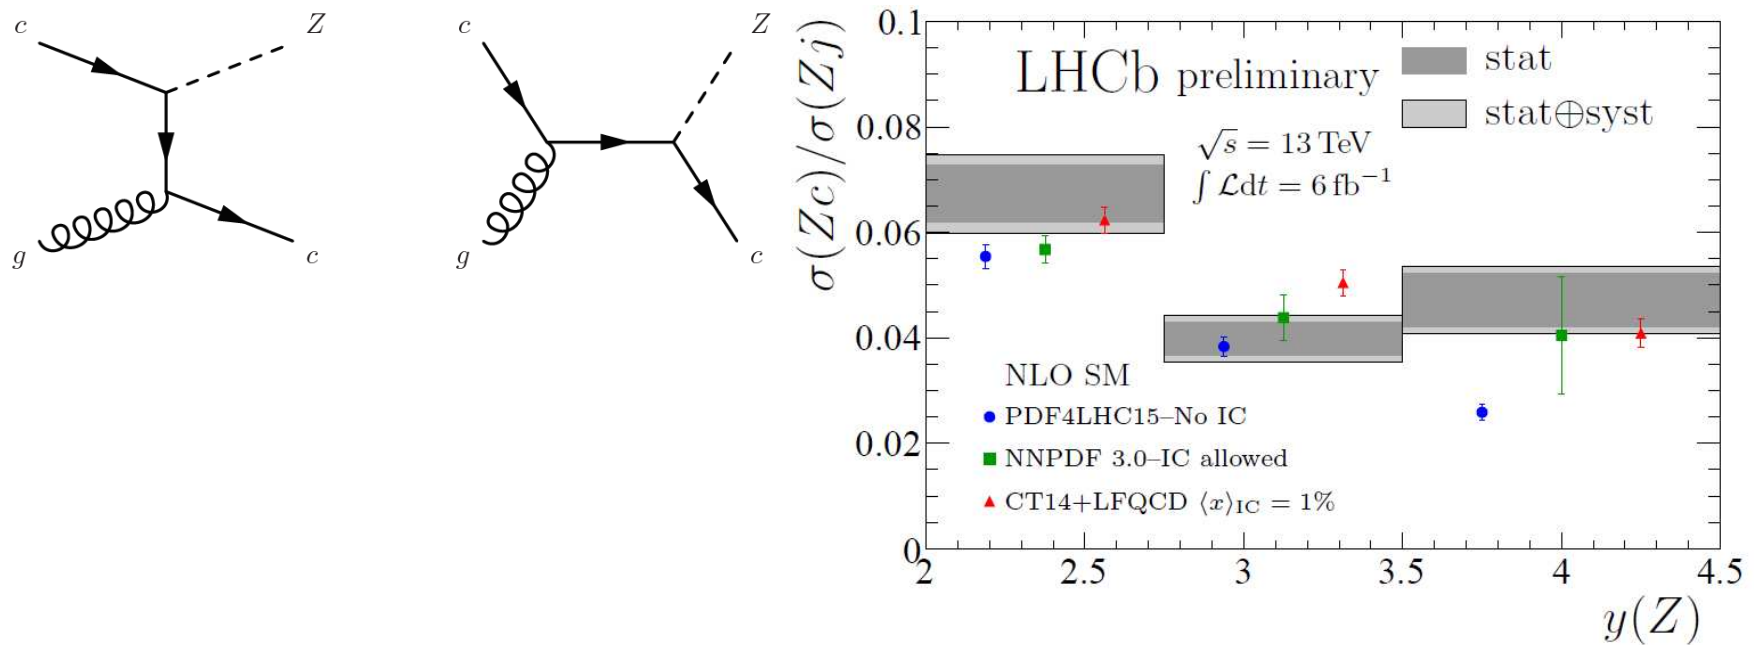 c
Z
g
c
c
Z
g
c
σ(Zc)/σ(Zj)
0.1
0.08
0.06
0.04
0.02
0
LHCb preliminary
stat
stat⊕syst
√s = 13 TeV
∫ ℒdt = 6 fb⁻¹
NLO SM
PDF4LHC15–No IC
NNPDF 3.0–IC allowed
CT14+LFQCD ⟨x⟩IC = 1%
2
2.5
3
3.5
4
4.5
y(Z)